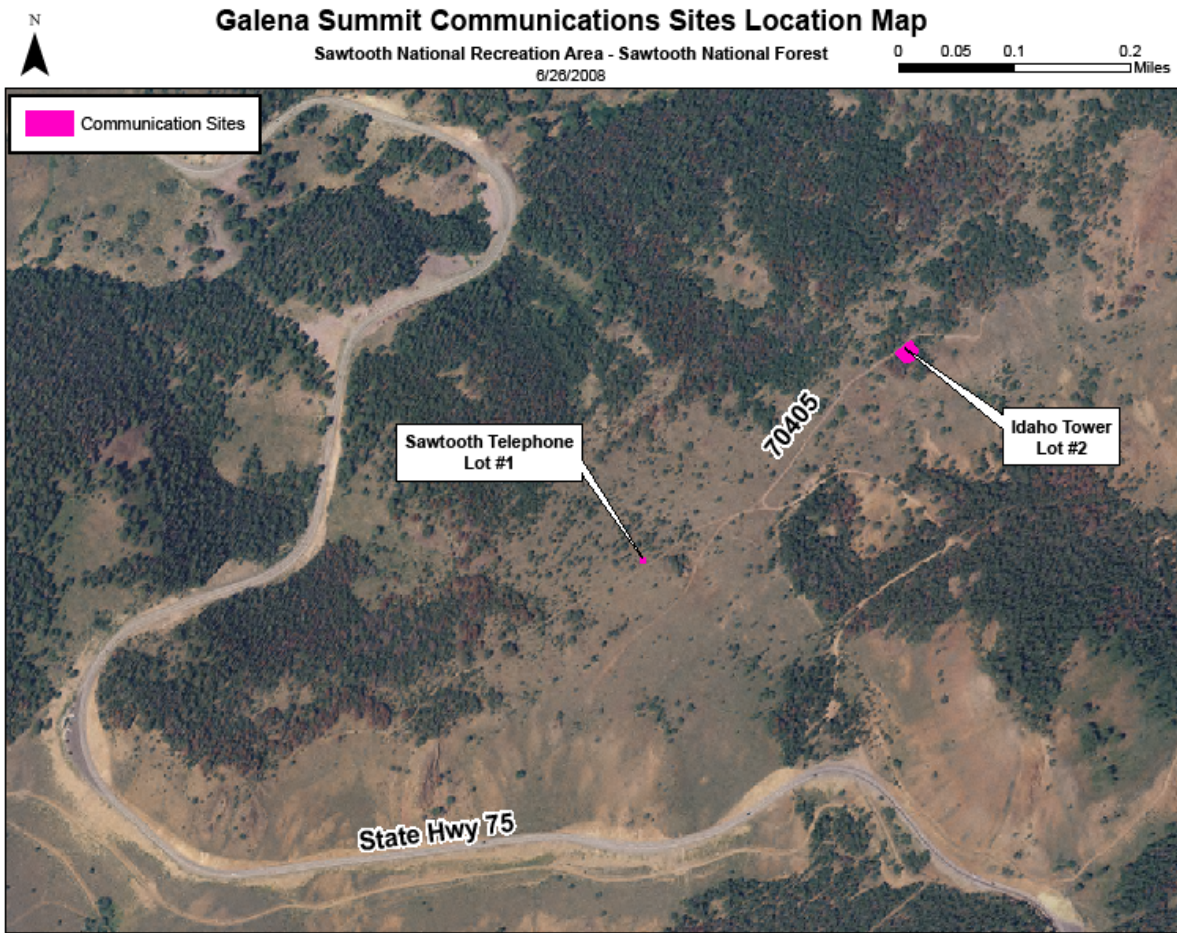 N
Galena Summit Communications Sites Location Map
Sawtooth National Recreation Area - Sawtooth National Forest
6/26/2008
0 0.05 0.1 0.2
Miles
Communication Sites
70405
Idaho Tower
Lot #2
Sawtooth Telephone
Lot #1
State Hwy 75